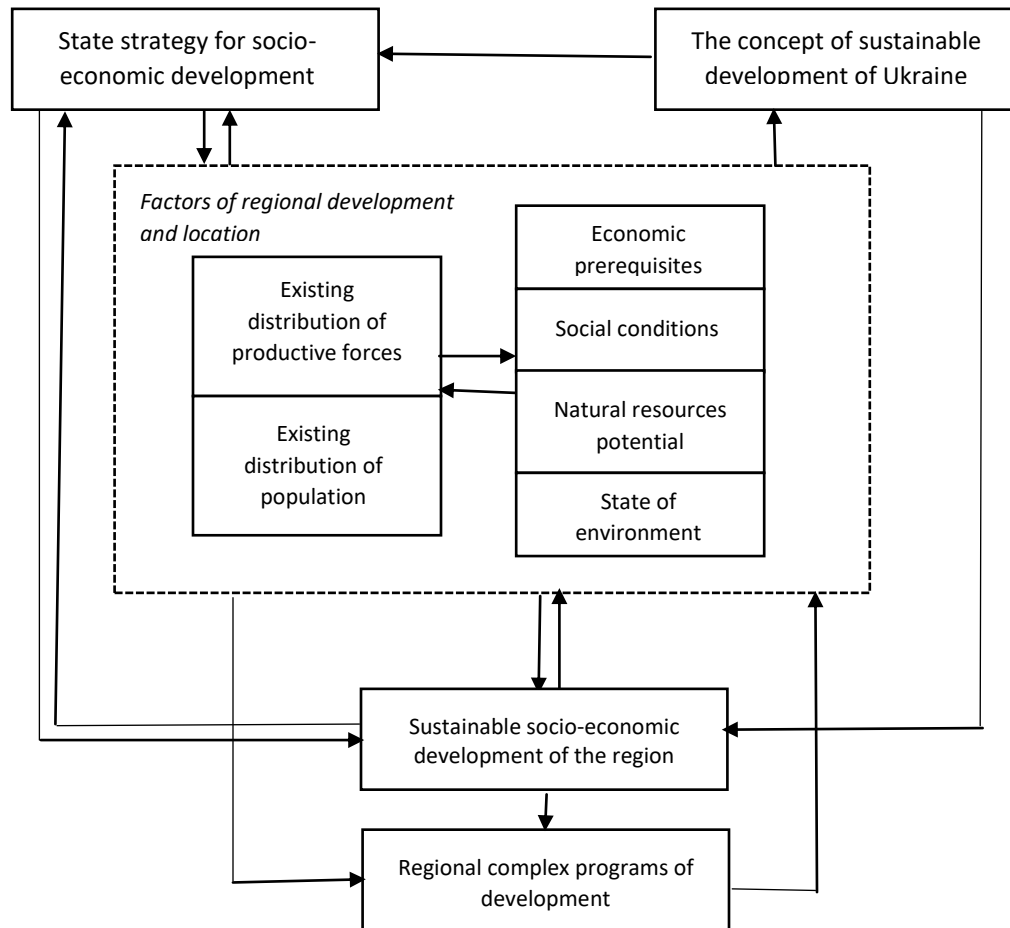 State strategy for socio-
economic development
The concept of sustainable
development of Ukraine
Factors of regional development
and location
Existing
distribution of
productive forces
Existing
distribution of
population
Economic
prerequisites
Social conditions
Natural resources
potential
State of
environment
Sustainable socio-economic
development of the region
Regional complex programs of
development